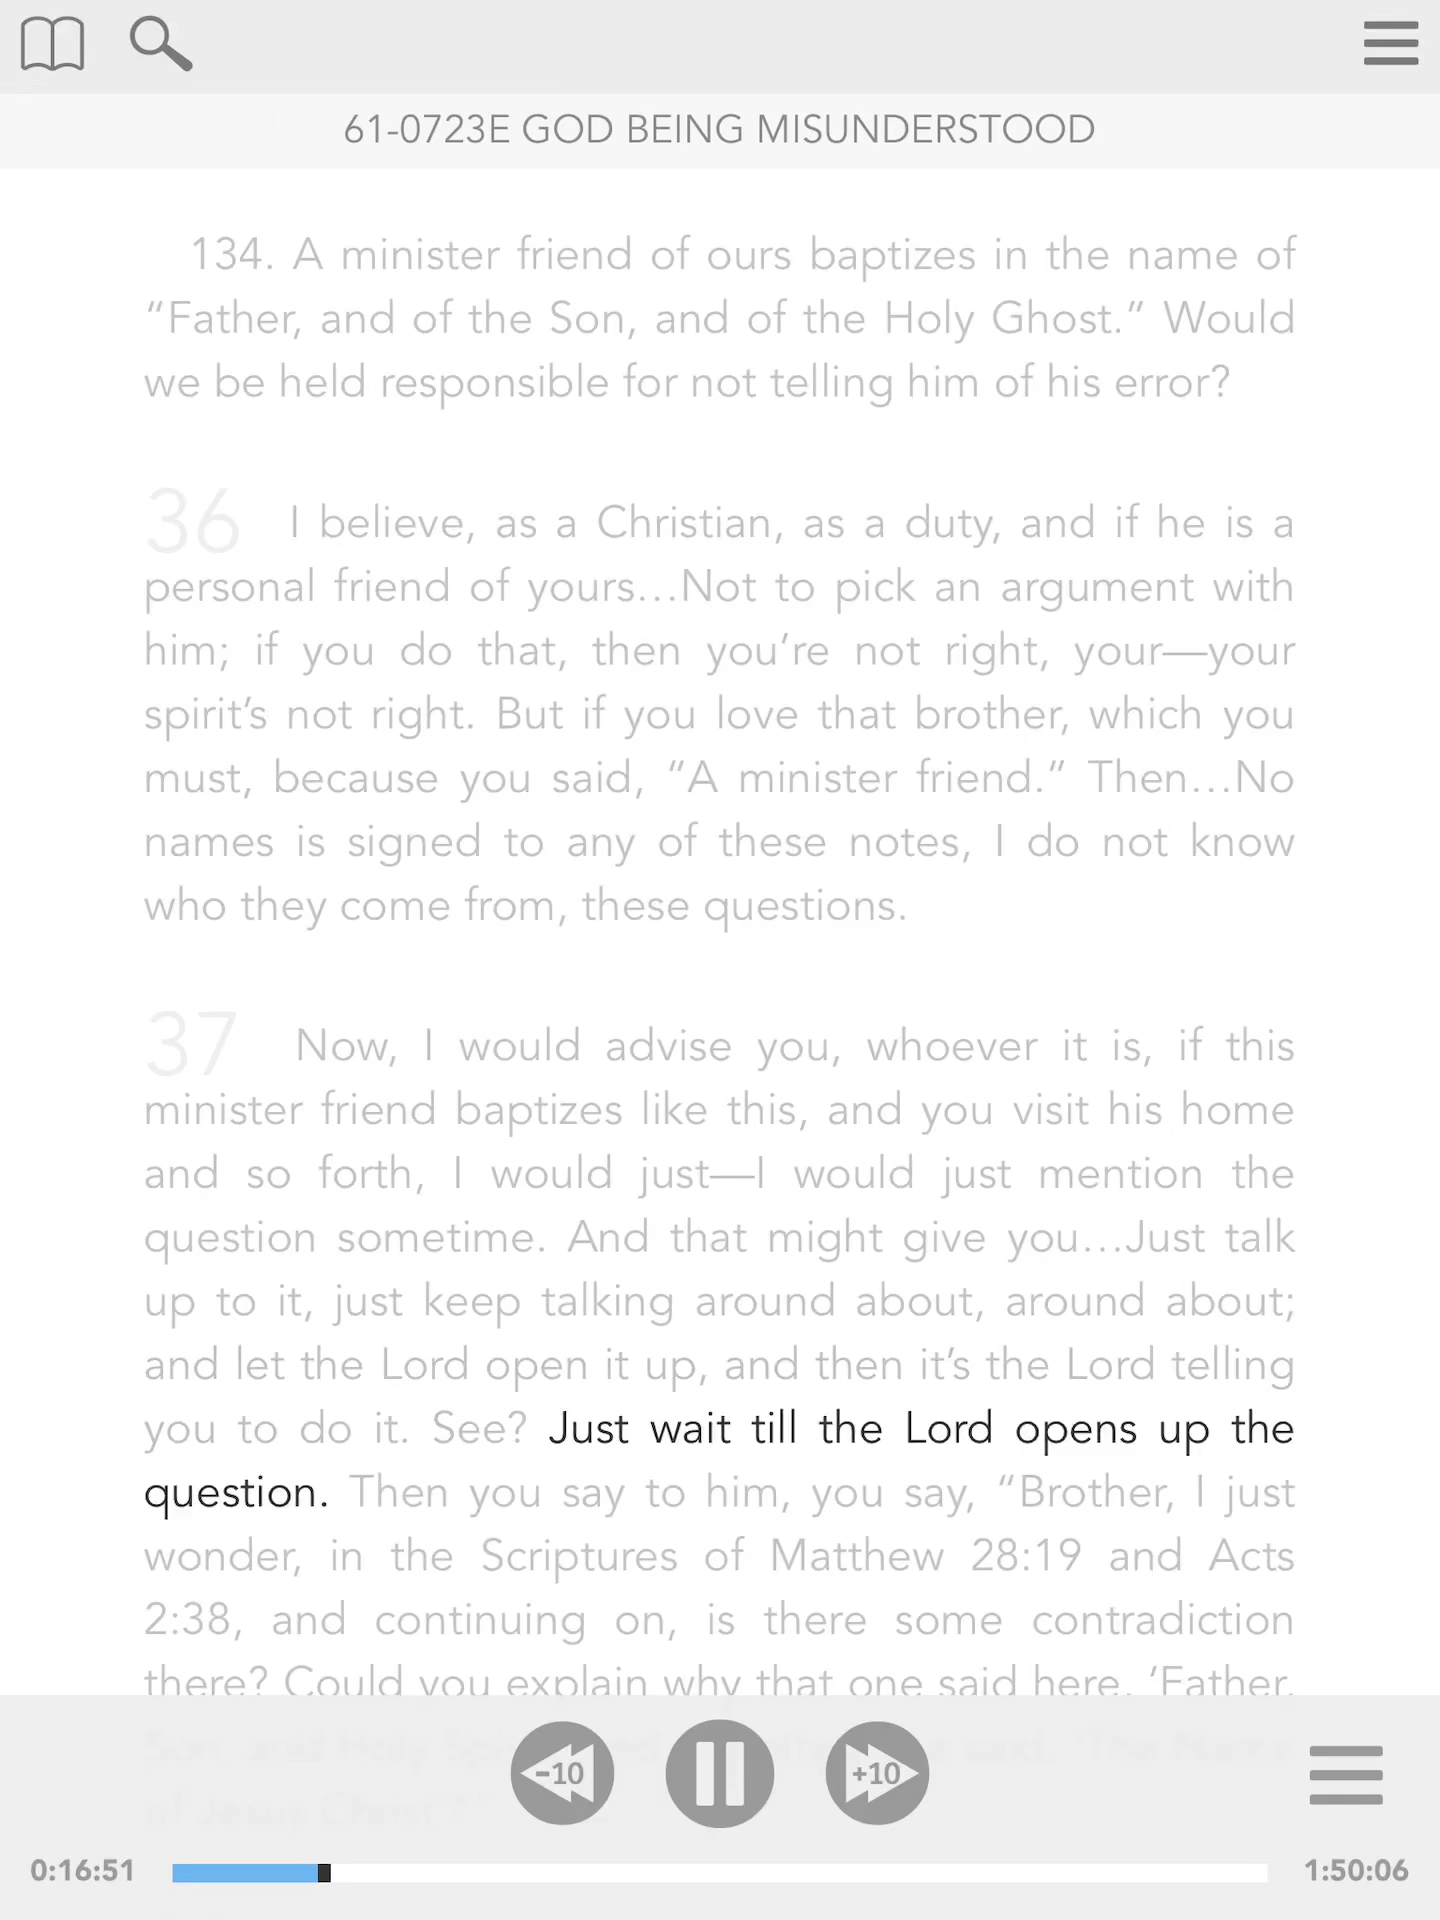 61-0723E GOD BEING MISUNDERSTOOD
134. A minister friend of ours baptizes in the name of
“Father, and of the Son, and of the Holy Ghost.” Would
we be held responsible for not telling him of his error?
36 I believe, as a Christian, as a duty, and if he is a
personal friend of yours…Not to pick an argument with
him; if you do that, then you’re not right, your—your
spirit’s not right. But if you love that brother, which you
must, because you said, “A minister friend.” Then…No
names is signed to any of these notes, I do not know
who they come from, these questions.
37 Now, I would advise you, whoever it is, if this
minister friend baptizes like this, and you visit his home
and so forth, I would just—I would just mention the
question sometime. And that might give you…Just talk
up to it, just keep talking around about, around about;
and let the Lord open it up, and then it’s the Lord telling
you to do it. See? Just wait till the Lord opens up the
question. Then you say to him, you say, “Brother, I just
wonder, in the Scriptures of Matthew 28:19 and Acts
2:38, and continuing on, is there some contradiction
there? Could you explain why that one said here, ‘Father,
Son, and Holy
of Jesus Christ
-10 +10
0:16:51 1:50:06